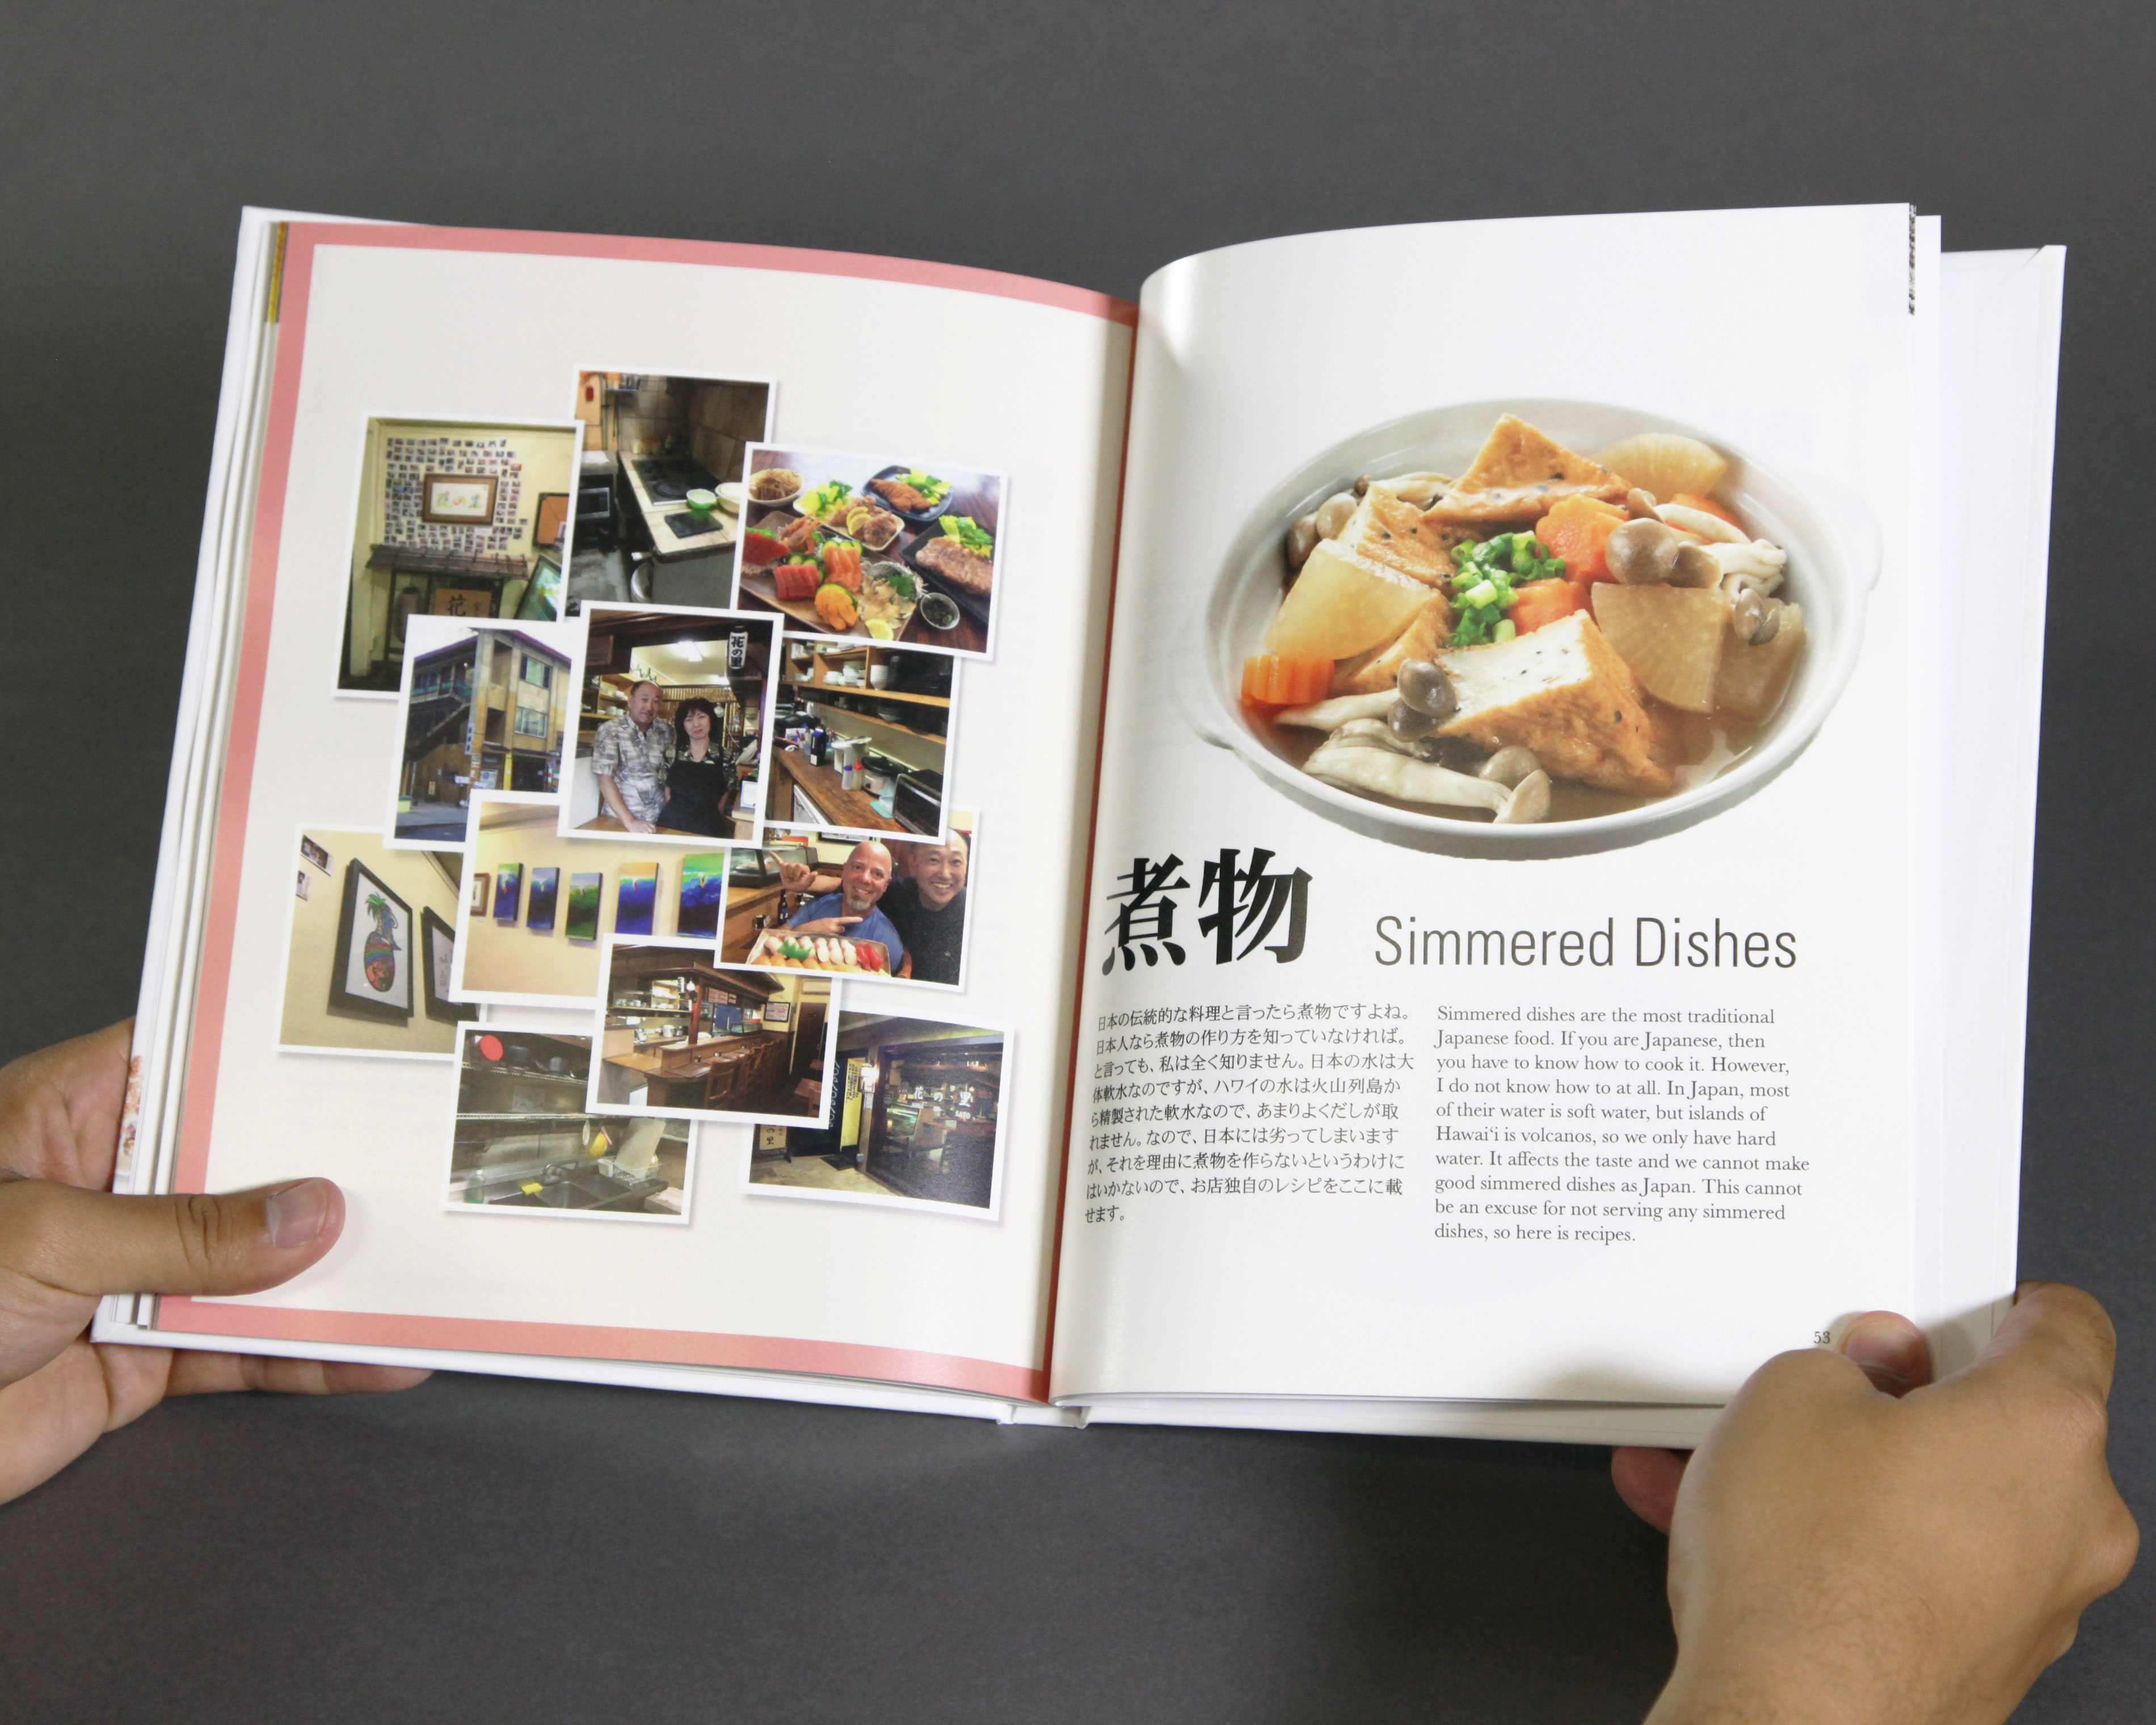 花の里
花
花の里
の里
煮物
Simmered Dishes
日本の伝統的な料理と言ったら煮物ですよね。
日本人なら煮物の作り方を知っていなければ。
と言っても、私は全く知りません。日本の水は大
体軟水なのですが、ハワイの水は火山列島か
ら精製された軟水なので、あまりよくだしが取
れません。なので、日本には劣ってしまいます
が、それを理由に煮物を作らないというわけに
はいかないので、お店独自のレシピをここに載
せます。
Simmered dishes are the most traditional
Japanese food. If you are Japanese, then
you have to know how to cook it. However,
I do not know how to at all. In Japan, most
of their water is soft water, but islands of
Hawai‘i is volcanos, so we only have hard
water. It affects the taste and we cannot make
good simmered dishes as Japan. This cannot
be an excuse for not serving any simmered
dishes, so here is recipes.
53